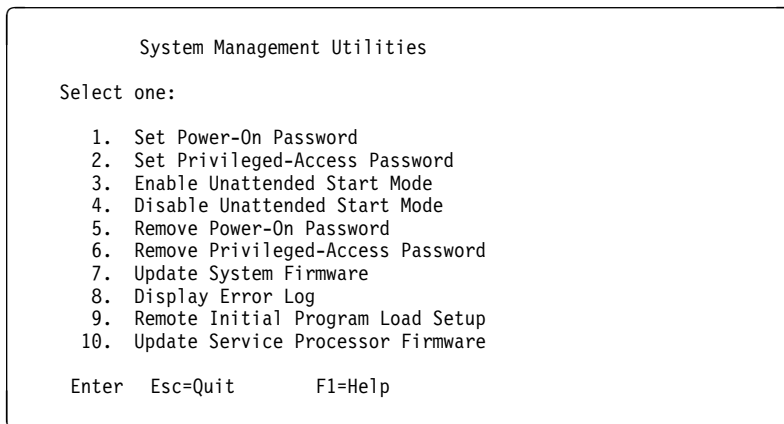 System Management Utilities
Select one:
1. Set Power-On Password
2. Set Privileged-Access Password
3. Enable Unattended Start Mode
4. Disable Unattended Start Mode
5. Remove Power-On Password
6. Remove Privileged-Access Password
7. Update System Firmware
8. Display Error Log
9. Remote Initial Program Load Setup
10. Update Service Processor Firmware
Enter Esc=Quit F1=Help